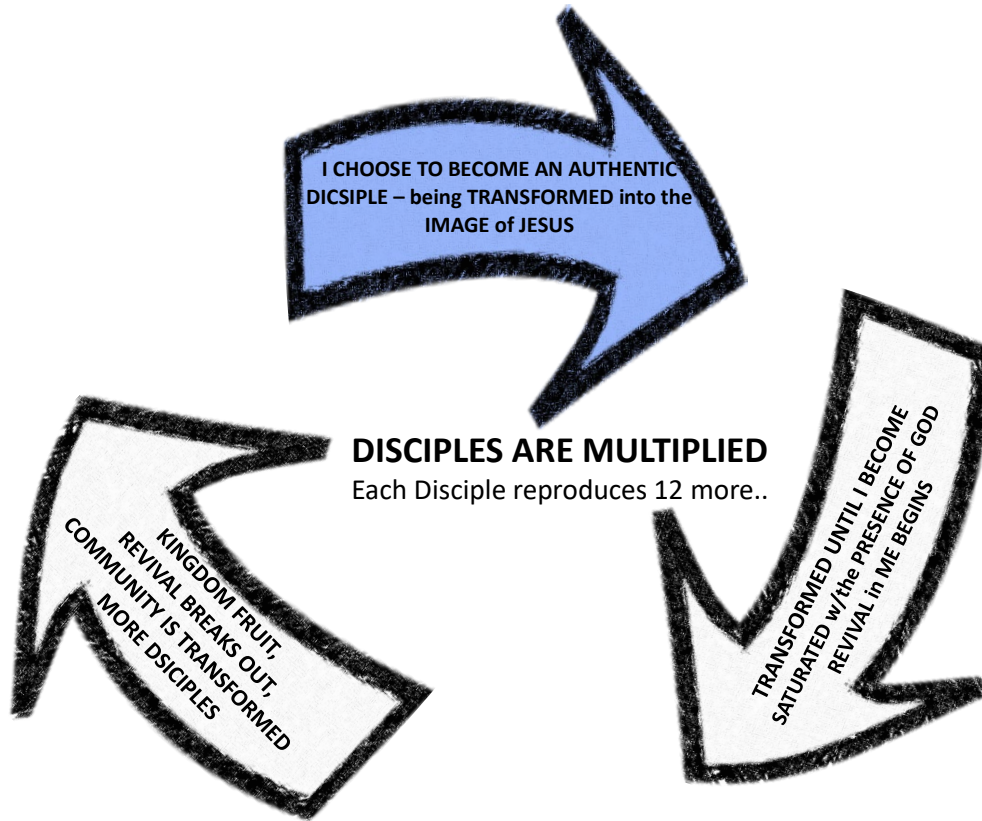 I CHOOSE TO BECOME AN AUTHENTIC
DICSIPLE – being TRANSFORMED into the
IMAGE of JESUS
TRANSFORMED UNTIL I BECOME
SATURATED w/the PRESENCE OF GOD
REVIVAL in ME BEGINS
KINGDOM FRUIT,
REVIVAL BREAKS OUT,
COMMUNITY IS TRANSFORMED
MORE DSICIPLES
DISCIPLES ARE MULTIPLIED
Each Disciple reproduces 12 more..